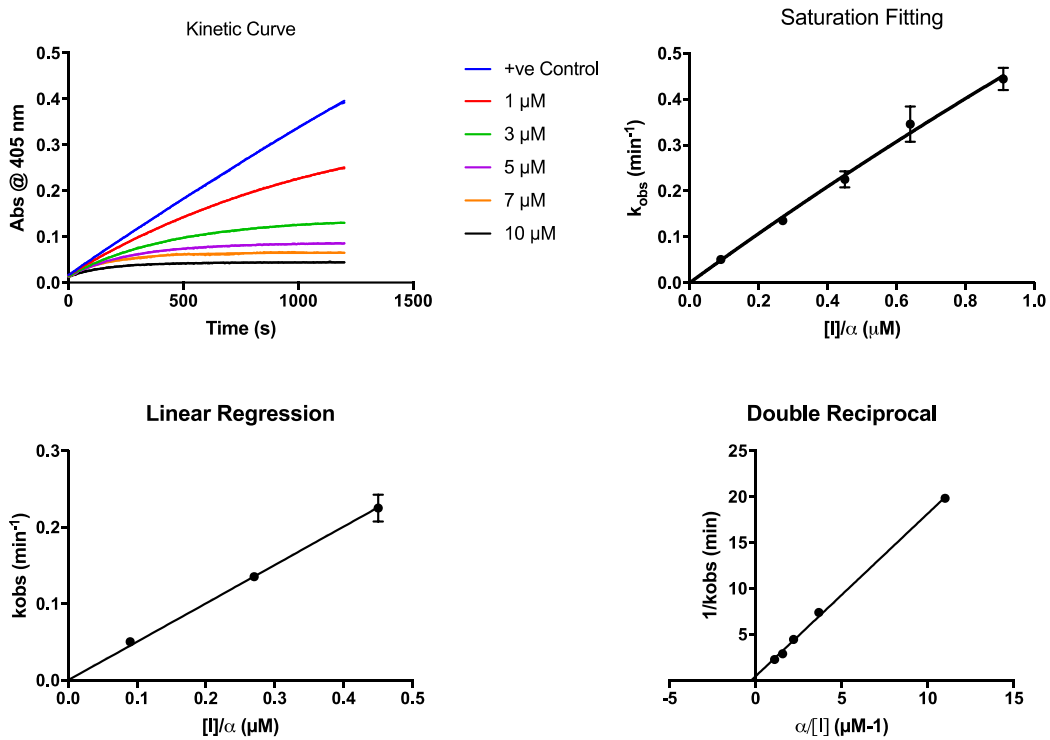 Kinetic Curve
Abs @ 405 nm
0.5
0.4
0.3
0.2
0.1
0.0
0
500
1000
1500
Time (s)
+ve Control
1 µM
3 µM
5 µM
7 µM
10 µM
Saturation Fitting
kobs (min-1)
0.5
0.4
0.3
0.2
0.1
0.0
0.0
0.2
0.4
0.6
0.8
1.0
[I]/α (µM)
Linear Regression
kobs (min-1)
0.3
0.2
0.1
0.0
0.0
0.1
0.2
0.3
0.4
0.5
[I]/α (µM)
Double Reciprocal
1/kobs (min)
25
20
15
10
5
-5
0
5
10
15
α/[I] (µM-1)